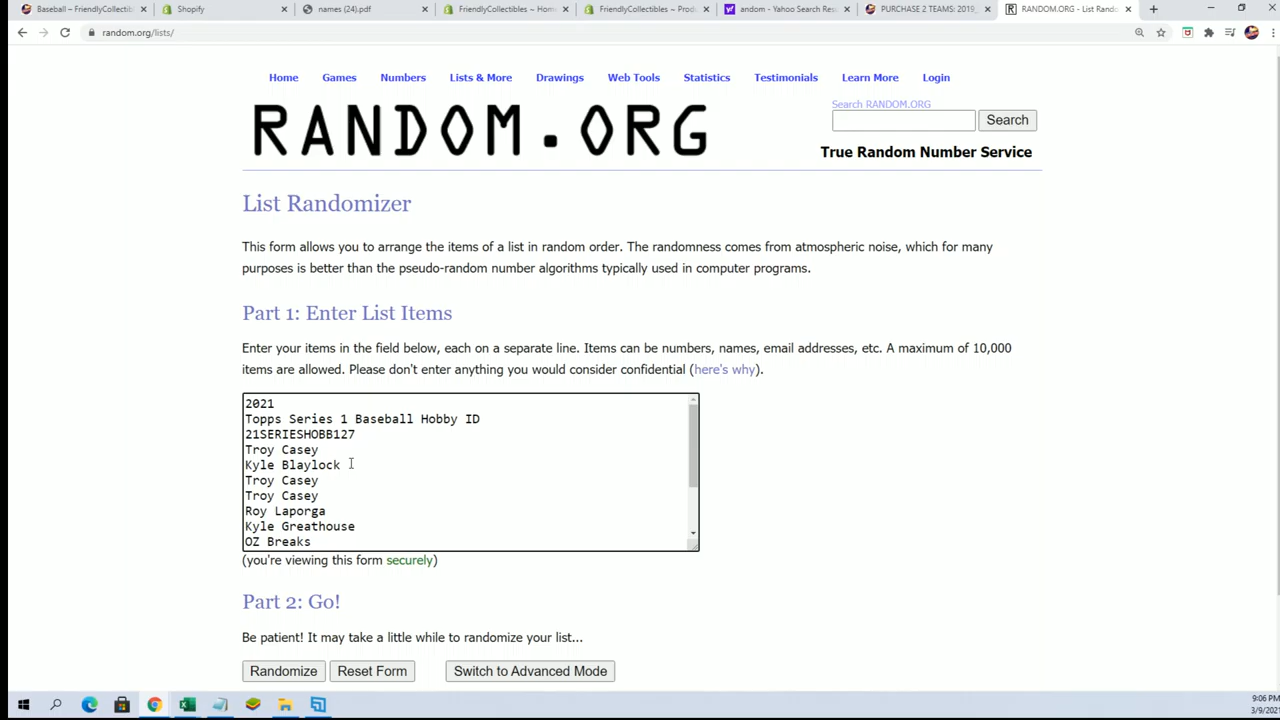 Baseball – FriendlyCollectibles
Shopify
names (24).pdf
FriendlyCollectibles ~ Hom
FriendlyCollectibles ~ Prod
andom - Yahoo Search Res
PURCHASE 2 TEAMS: 2019_
RANDOM.ORG - List Rando
random.org/lists/
Home Games Numbers Lists & More Drawings Web Tools Statistics Testimonials Learn More Login
RANDOM.ORG
Search RANDOM.ORG
Search
True Random Number Service
List Randomizer
This form allows you to arrange the items of a list in random order. The randomness comes from atmospheric noise, which for many
purposes is better than the pseudo-random number algorithms typically used in computer programs.
Part 1: Enter List Items
Enter your items in the field below, each on a separate line. Items can be numbers, names, email addresses, etc. A maximum of 10,000
items are allowed. Please don't enter anything you would consider confidential (here's why).
2021
Topps Series 1 Baseball Hobby ID
21SERIESHOBB127
Troy Casey
Kyle Blaylock
Troy Casey
Troy Casey
Roy Laporga
Kyle Greathouse
OZ Breaks
(you're viewing this form securely)
Part 2: Go!
Be patient! It may take a little while to randomize your list...
Randomize Reset Form Switch to Advanced Mode
9:06 PM
3/9/2021